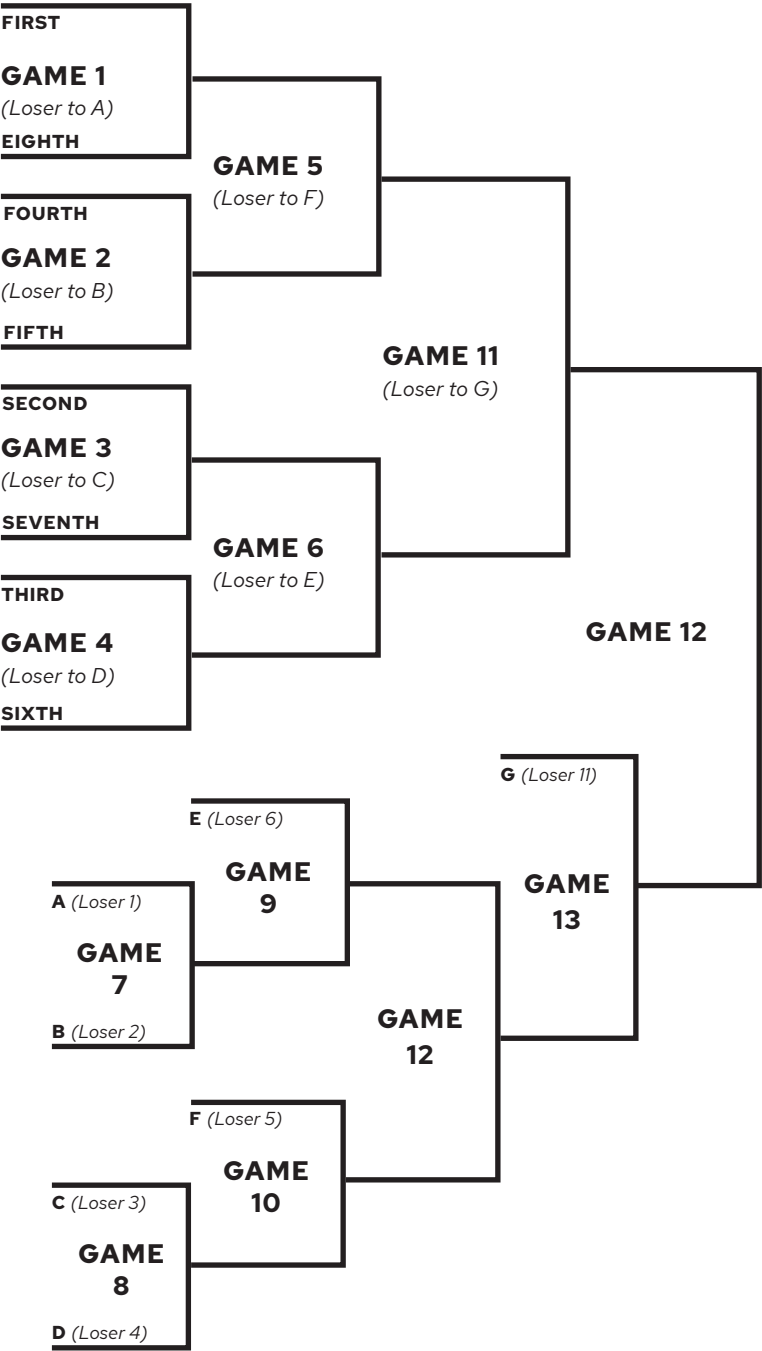 FIRST
GAME 1
(Loser to A)
EIGHTH
GAME 5
(Loser to F)
FOURTH
GAME 2
(Loser to B)
FIFTH
GAME 11
(Loser to G)
SECOND
GAME 3
(Loser to C)
SEVENTH
GAME 6
(Loser to E)
THIRD
GAME 4
(Loser to D)
SIXTH
GAME 12
G (Loser 11)
E (Loser 6)
GAME
9
GAME
13
A (Loser 1)
GAME
7
B (Loser 2)
GAME
12
F (Loser 5)
GAME
10
C (Loser 3)
GAME
8
D (Loser 4)